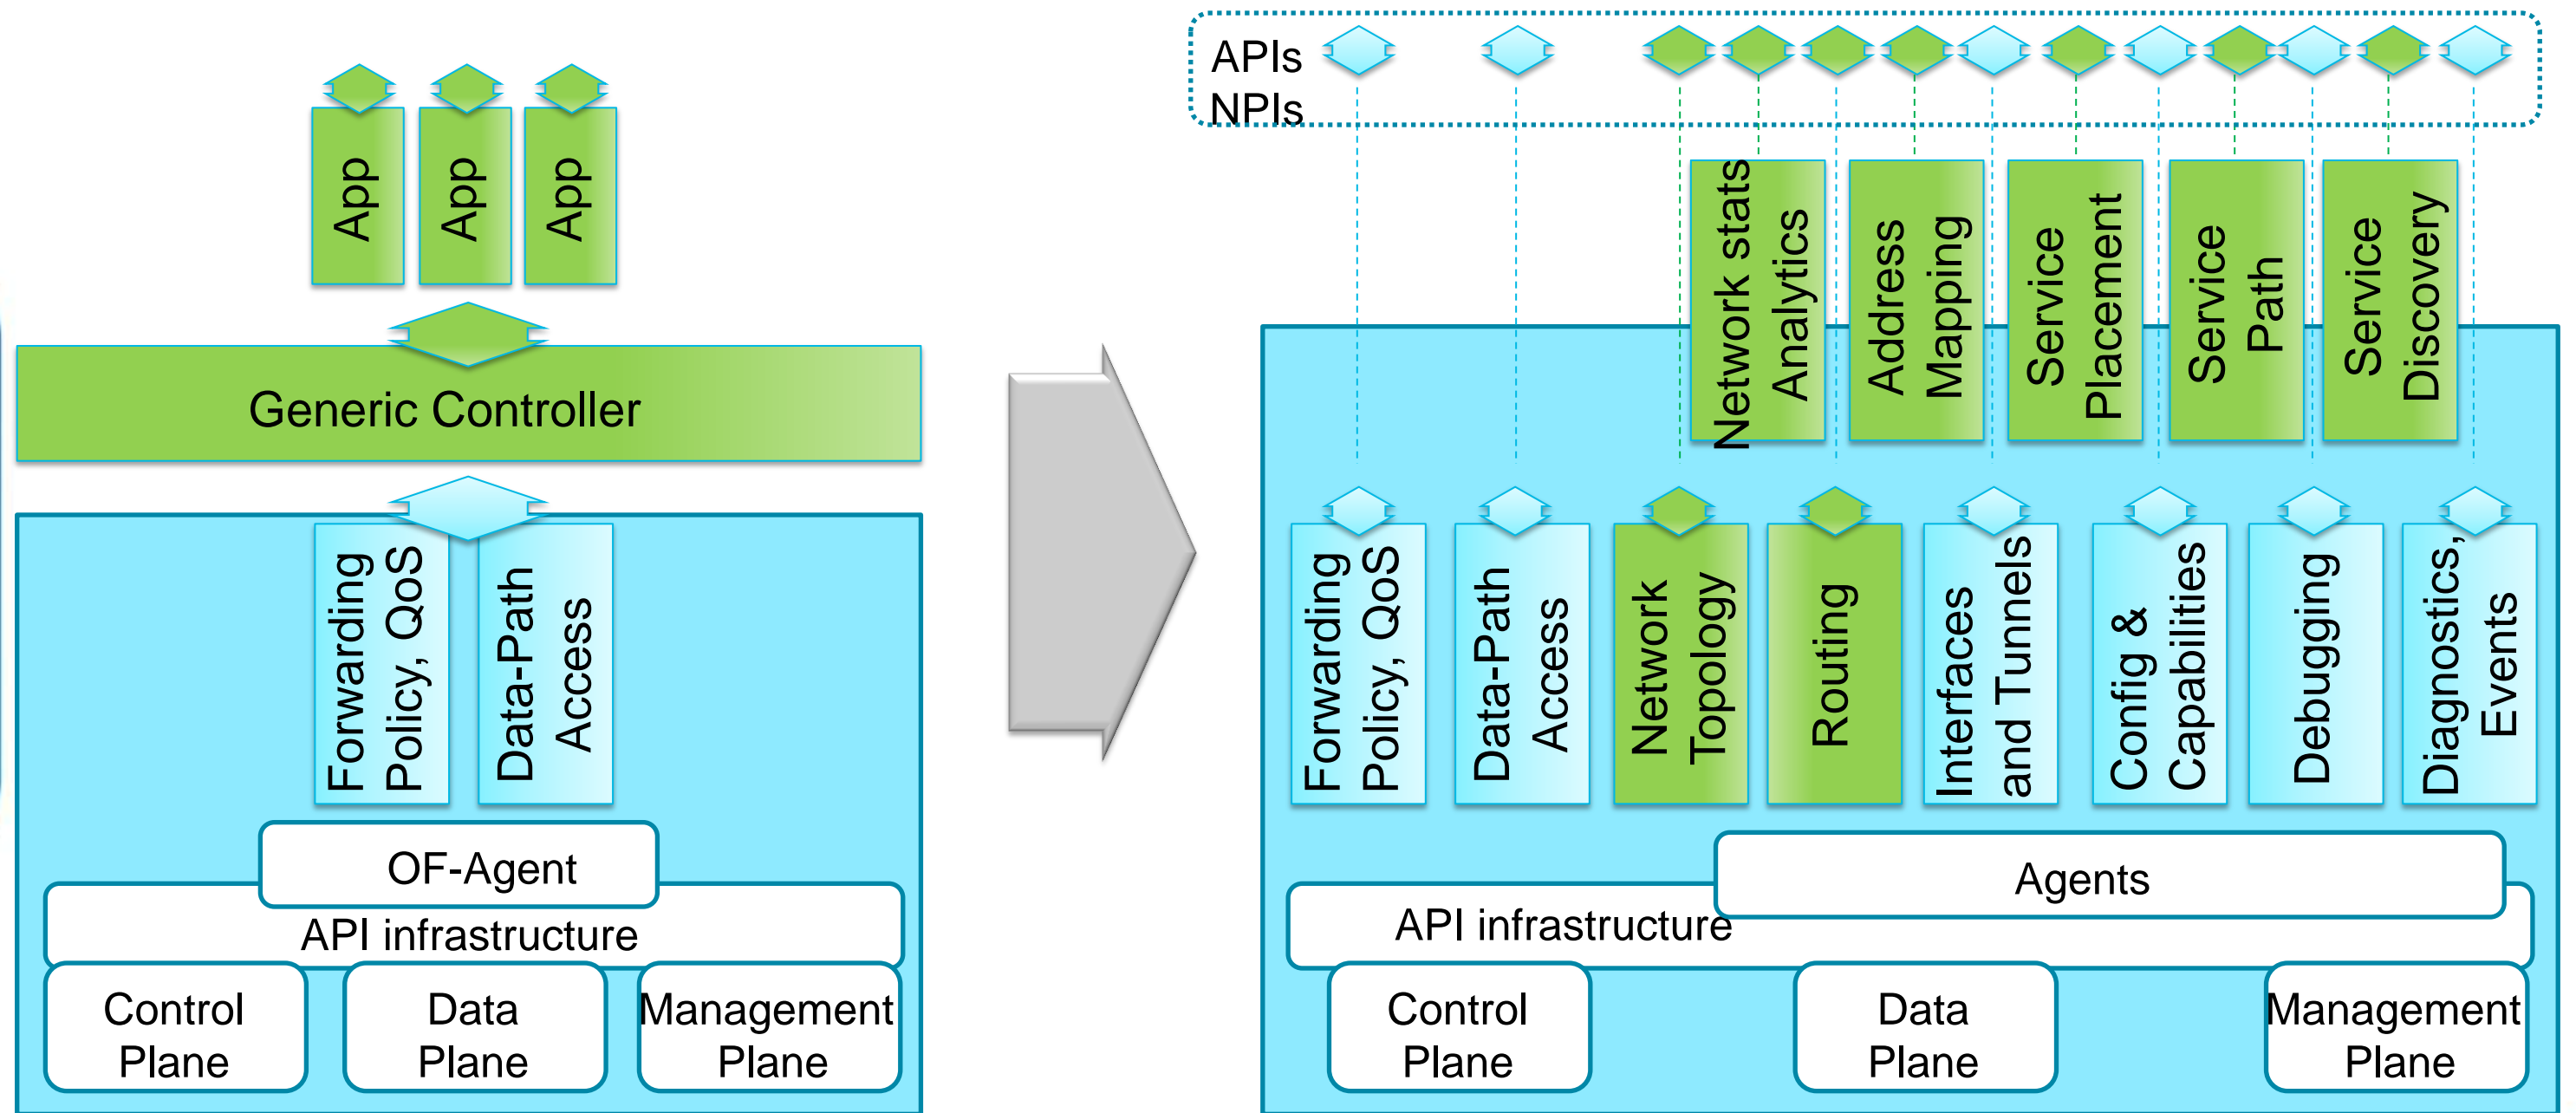 App
App
App
Generic Controller
Forwarding
Policy, QoS
Data-Path
Access
OF-Agent
API infrastructure
Control
Plane
Data
Plane
Management
Plane
APIs
NPIs
Network stats
Analytics
Address
Mapping
Service
Placement
Service
Path
Service
Discovery
Forwarding
Policy, QoS
Data-Path
Access
Network
Topology
Routing
Interfaces
and Tunnels
Config &
Capabilities
Debugging
Diagnostics,
Events
Agents
API infrastructure
Control
Plane
Data
Plane
Management
Plane